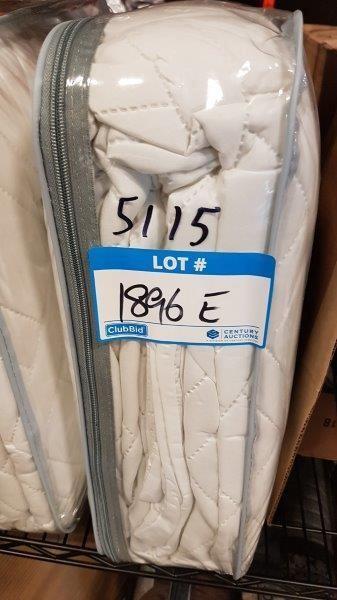 5115
LOT #
1896 E
ClubBid
CENTURY
AUCTIONS